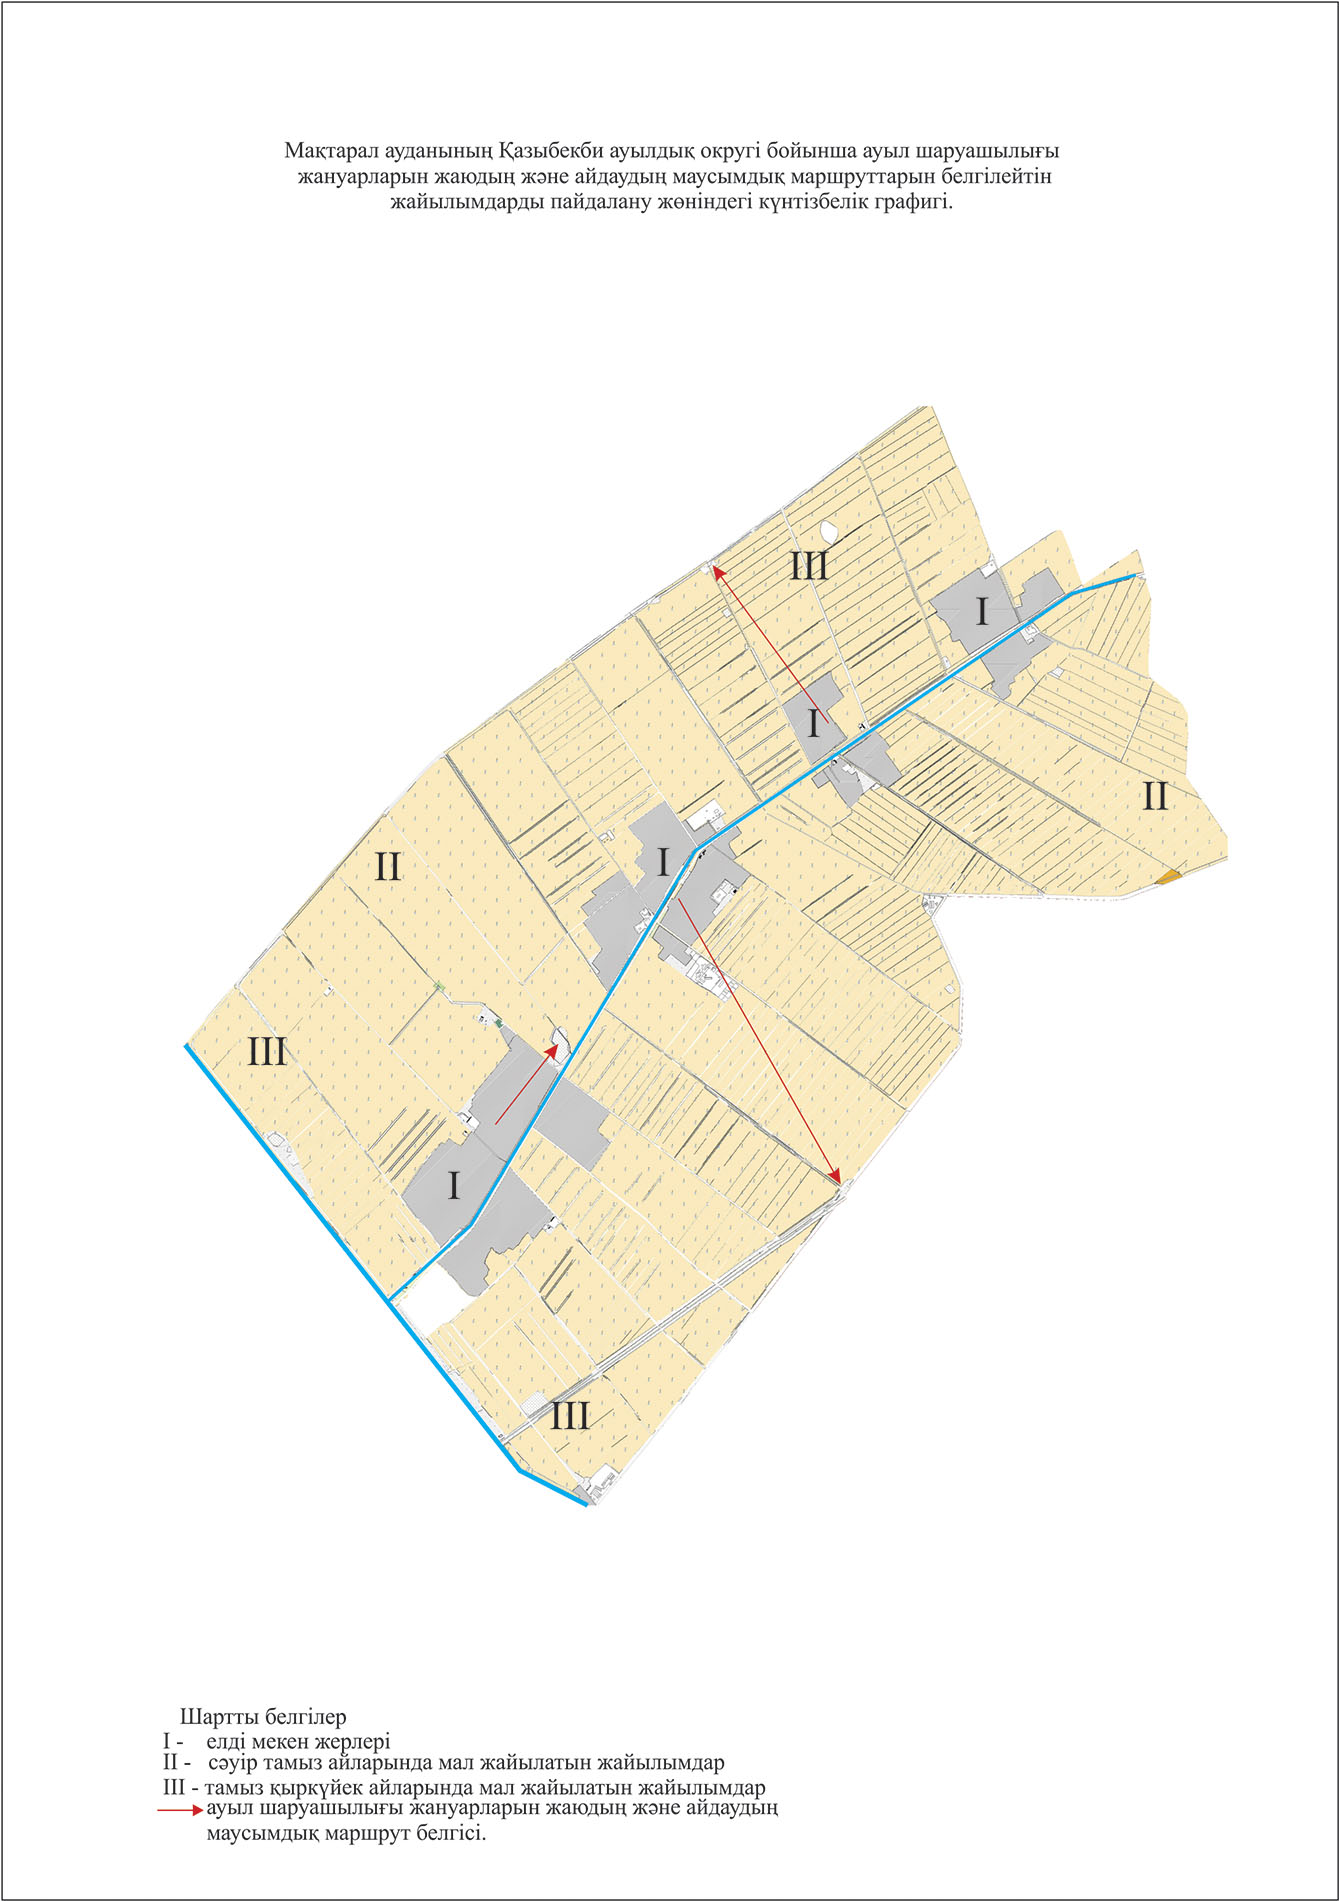 Мақтарал ауданының Қазыбекби ауылдық округі бойынша ауыл шаруашылығы
жануарларын жаюдың және айдаудың маусымдық маршруттарын белгілейтін
жайылымдарды пайдалану жөніндегі күнтізбелік графигі.
III
I
I
II
I
II
III
I
III
Шартты белгілер
I - елді мекен жерлері
II - сәуір тамыз айларында мал жайылатын жайылымдар
III - тамыз қыркүйек айларында мал жайылатын жайылымдар
ауыл шаруашылығы жануарларын жаюдың және айдаудың
маусымдық маршрут белгісі.